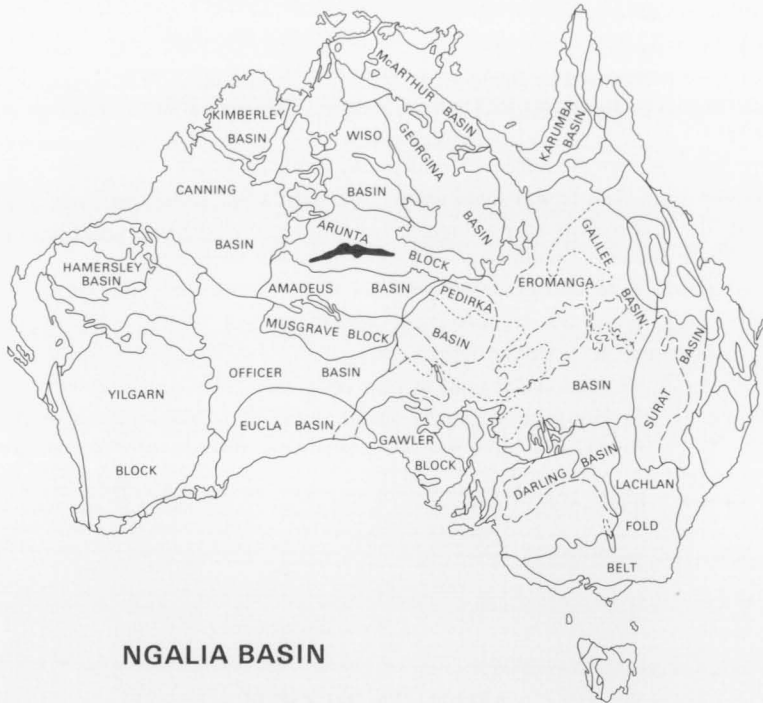 McARTHUR BASIN
KARUMBA BASIN
KIMBERLEY BASIN
WISO BASIN
GEORGINA BASIN
CANNING BASIN
GALILEE BASIN
ARUNTA BLOCK
HAMERSLEY BASIN
EROMANGA BASIN
AMADEUS BASIN
PEDIRKA BASIN
MUSGRAVE BLOCK
OFFICER BASIN
YILGARN BLOCK
SURAT BASIN
EUCLA BASIN
GAWLER BLOCK
DARLING BASIN
LACHLAN FOLD BELT
NGALIA BASIN